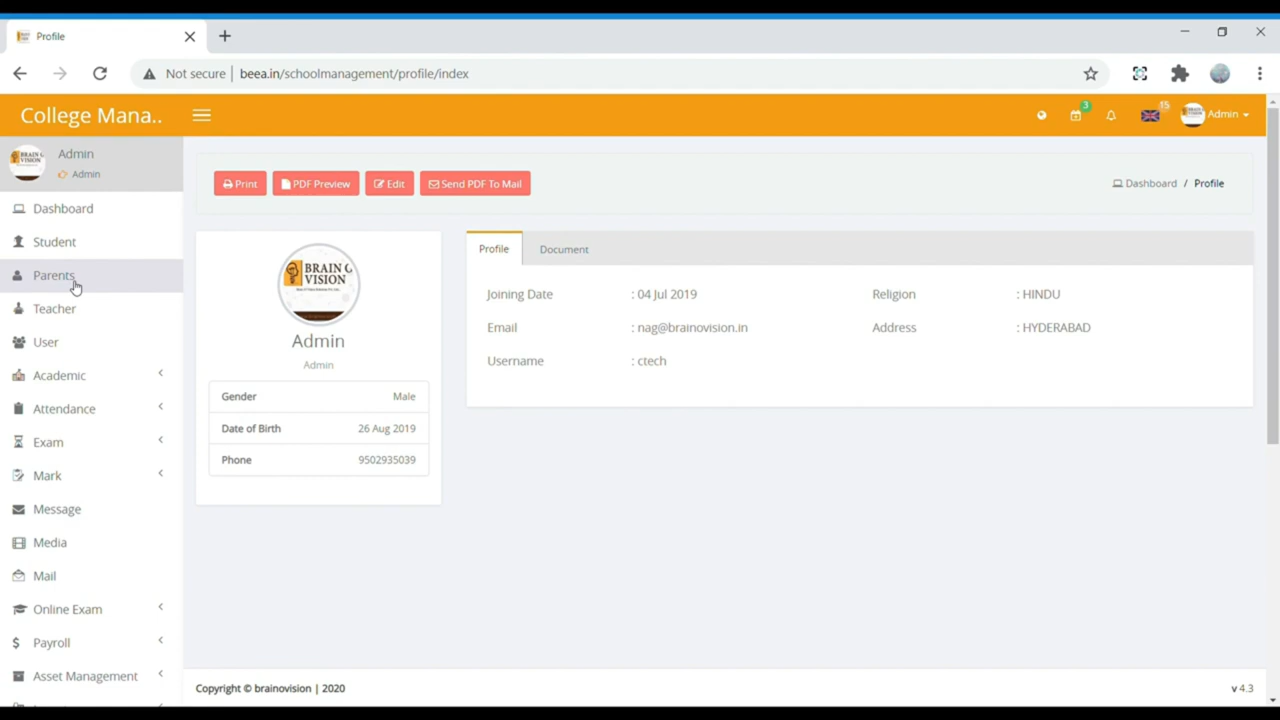 Profile
Not secure
beea.in/schoolmanagement/profile/index
College Mana..
3
15
Admin
Admin
Admin
Dashboard
Student
Parents
Teacher
User
Academic
Attendance
Exam
Mark
Message
Media
Mail
Online Exam
$ Payroll
Asset Management
Print
PDF Preview
Edit
Send PDF To Mail
Dashboard / Profile
BRAIN
VISION
Admin
Admin
Gender Male
Date of Birth 26 Aug 2019
Phone 9502935039
Profile
Document
Joining Date : 04 Jul 2019
Religion : HINDU
Email : nag@brainovision.in
Address : HYDERABAD
Username : ctech
Copyright © brainovision | 2020
v 4.3